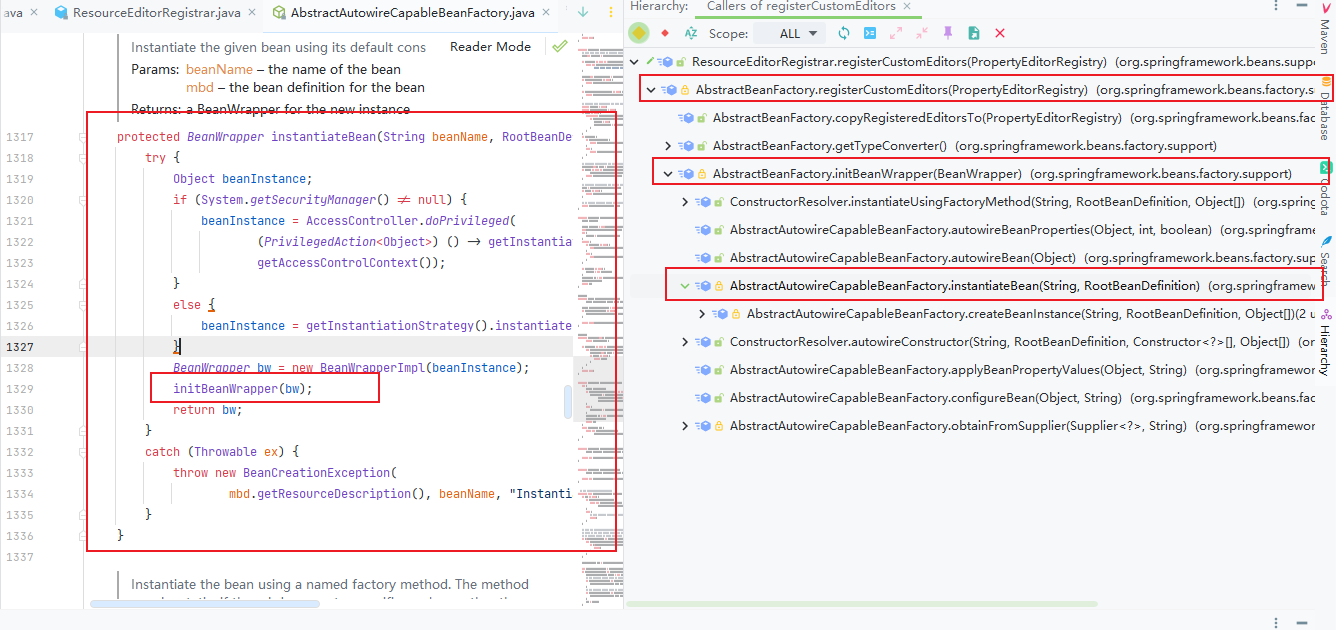 ava
ResourceEditorRegistrar.java
AbstractAutowireCapableBeanFactory.java
Instantiate the given bean using its default cons
Reader Mode
Params: beanName – the name of the bean
mbd – the bean definition for the bean
Returns: a BeanWrapper for the new instance
1317 protected BeanWrapper instantiateBean(String beanName, RootBeanDe
1318 try {
1319 Object beanInstance;
1320 if (System.getSecurityManager() ≠ null) {
1321 beanInstance = AccessController.doPrivileged(
1322 (PrivilegedAction<Object>) () → getInstantia
1323 getAccessControlContext());
1324 }
1325 else {
1326 beanInstance = getInstantiationStrategy().instantiate
1327 }
1328 BeanWrapper bw = new BeanWrapperImpl(beanInstance);
1329 initBeanWrapper(bw);
1330 return bw;
1331 }
1332 catch (Throwable ex) {
1333 throw new BeanCreationException(
1334 mbd.getResourceDescription(), beanName, "Instanti
1335 }
1336 }
1337
Instantiate the bean using a named factory method. The method
Hierarchy: Callers of registerCustomEditors
Scope: ALL
ResourceEditorRegistrar.registerCustomEditors(PropertyEditorRegistry) (org.springframework.beans.suppo
AbstractBeanFactory.registerCustomEditors(PropertyEditorRegistry) (org.springframework.beans.factory.s
AbstractBeanFactory.copyRegisteredEditorsTo(PropertyEditorRegistry) (org.springframework.beans.fac
AbstractBeanFactory.getTypeConverter() (org.springframework.beans.factory.support)
AbstractBeanFactory.initBeanWrapper(BeanWrapper) (org.springframework.beans.factory.support)
ConstructorResolver.instantiateUsingFactoryMethod(String, RootBeanDefinition, Object[]) (org.spring
AbstractAutowireCapableBeanFactory.autowireBeanProperties(Object, int, boolean) (org.springframe
AbstractAutowireCapableBeanFactory.autowireBean(Object) (org.springframework.beans.factory.sup
AbstractAutowireCapableBeanFactory.instantiateBean(String, RootBeanDefinition) (org.springframew
AbstractAutowireCapableBeanFactory.createBeanInstance(String, RootBeanDefinition, Object[])(2 u
ConstructorResolver.autowireConstructor(String, RootBeanDefinition, Constructor<?>[], Object[]) (or
AbstractAutowireCapableBeanFactory.applyBeanPropertyValues(Object, String) (org.springframework
AbstractAutowireCapableBeanFactory.configureBean(Object, String) (org.springframework.beans.fac
AbstractAutowireCapableBeanFactory.obtainFromSupplier(Supplier<?>, String) (org.springframewor
Maven
Database
Codota
Search
Hierarchy